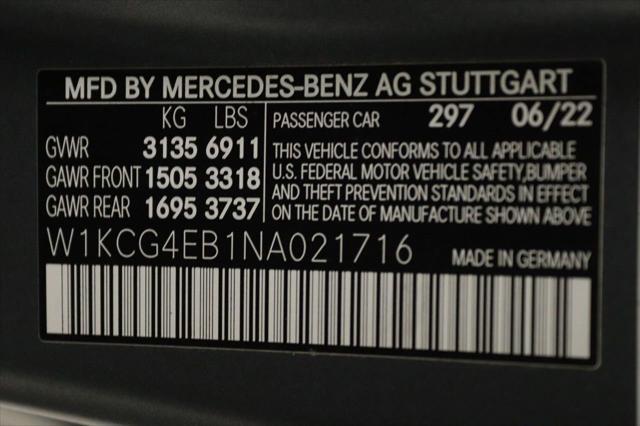 MFD BY MERCEDES-BENZ AG STUTTGART
KG LBS
GVWR 3135 6911
GAWR FRONT 1505 3318
GAWR REAR 1695 3737
PASSENGER CAR 297 06/22
THIS VEHICLE CONFORMS TO ALL APPLICABLE
U.S. FEDERAL MOTOR VEHICLE SAFETY,BUMPER
AND THEFT PREVENTION STANDARDS IN EFFECT
ON THE DATE OF MANUFACTURE SHOWN ABOVE
W1KCG4EB1NA021716 MADE IN GERMANY